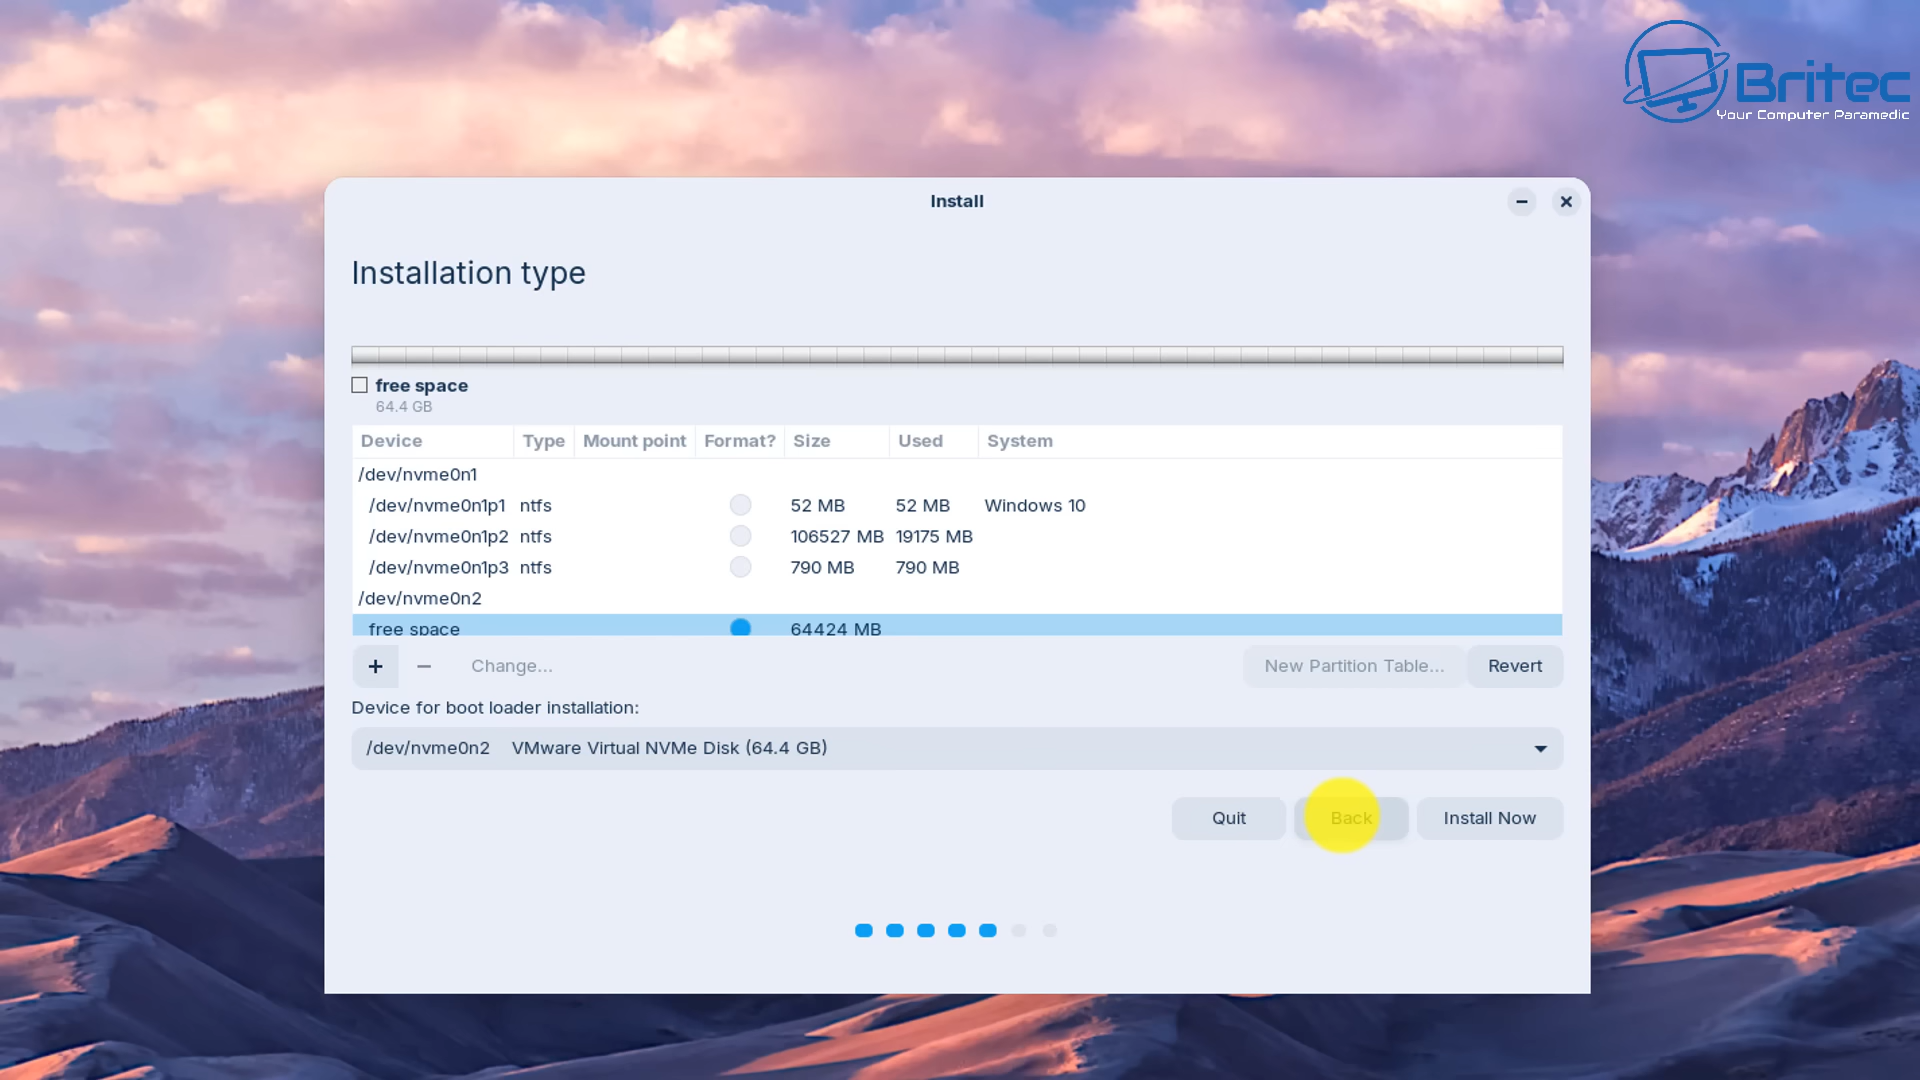 Britec
Your Computer Paramedic
Install
Installation type
free space
64.4 GB
Device Type Mount point Format? Size Used System
/dev/nvme0n1
/dev/nvme0n1p1 ntfs 52 MB 52 MB Windows 10
/dev/nvme0n1p2 ntfs 106527 MB 19175 MB
/dev/nvme0n1p3 ntfs 790 MB 790 MB
/dev/nvme0n2
free space 64424 MB
+ − Change... New Partition Table... Revert
Device for boot loader installation:
/dev/nvme0n2 VMware Virtual NVMe Disk (64.4 GB)
Quit Back Install Now